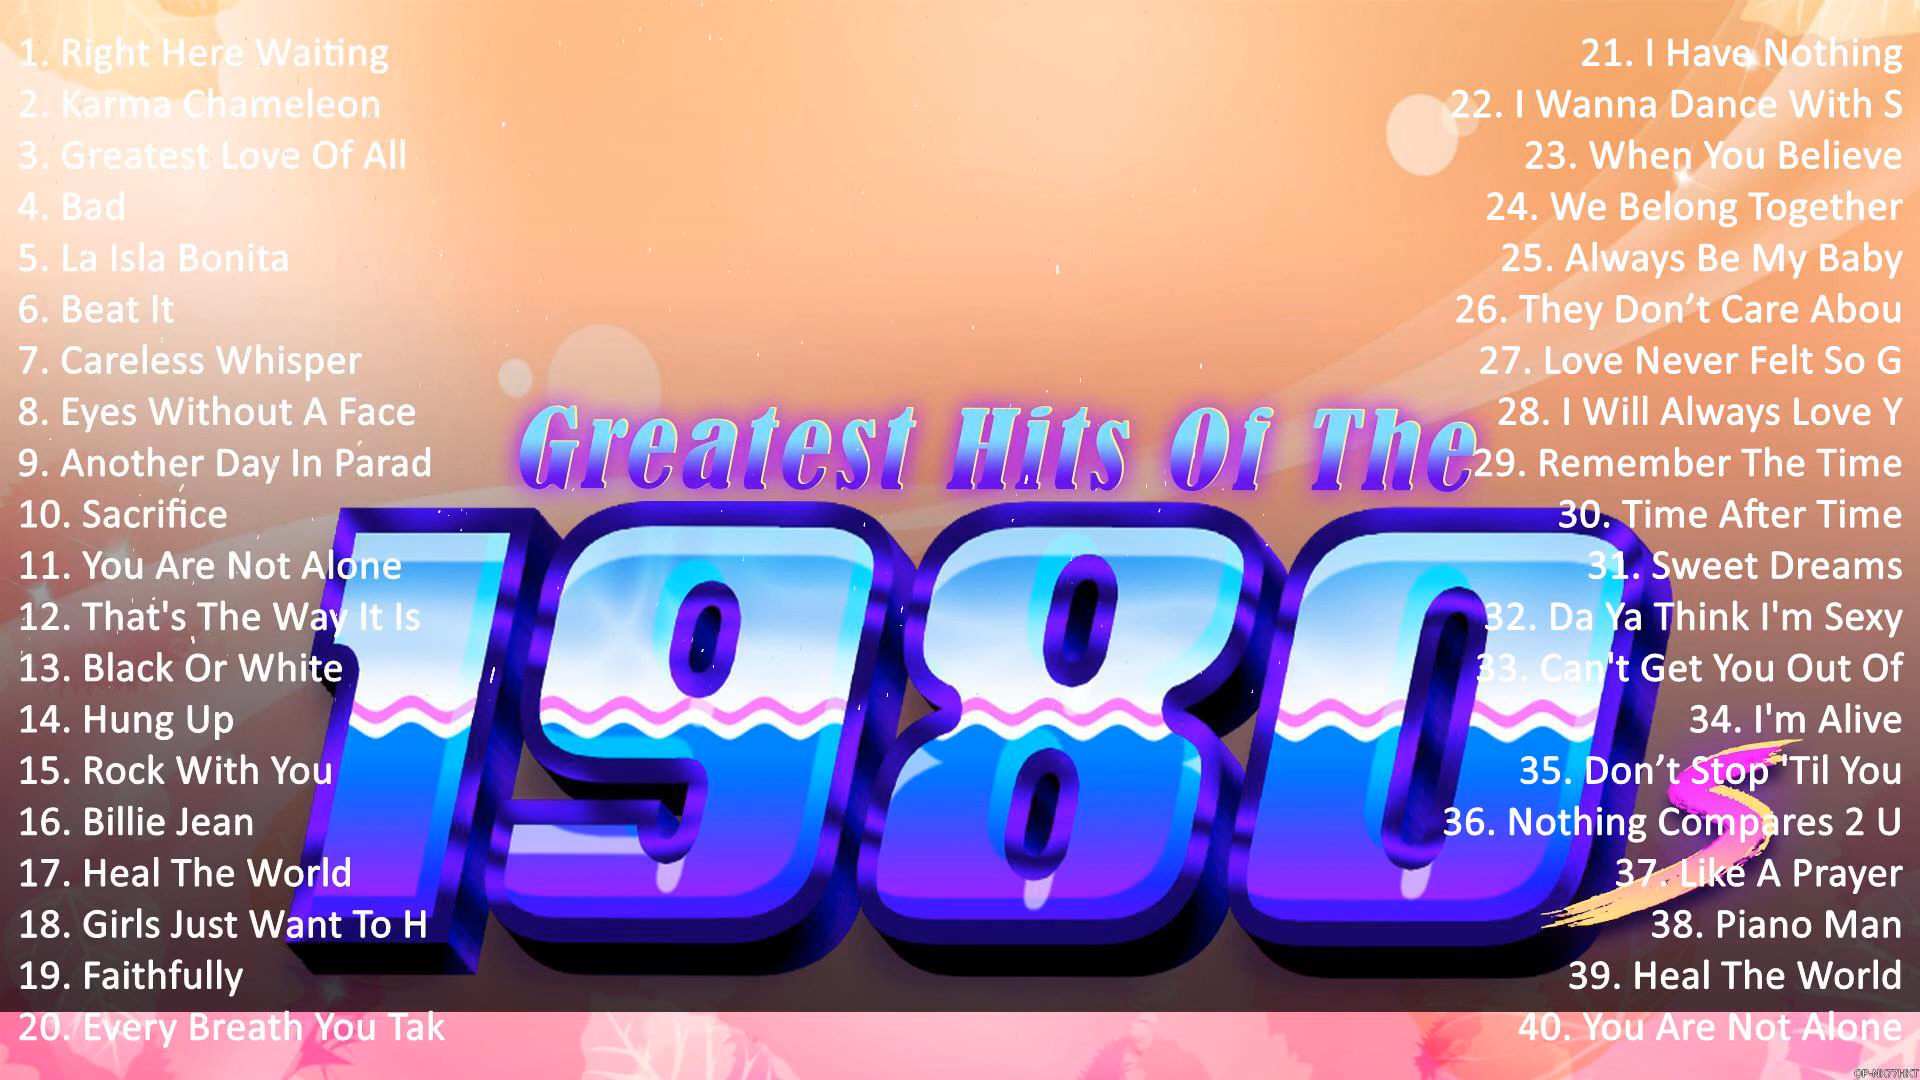 1. Right Here Waiting
2. Karma Chameleon
3. Greatest Love Of All
4. Bad
5. La Isla Bonita
6. Beat It
7. Careless Whisper
8. Eyes Without A Face
9. Another Day In Parad
10. Sacrifice
11. You Are Not Alone
12. That's The Way It Is
13. Black Or White
14. Hung Up
15. Rock With You
16. Billie Jean
17. Heal The World
18. Girls Just Want To H
19. Faithfully
20. Every Breath You Tak
Greatest Hits Of The
1980s
21. I Have Nothing
22. I Wanna Dance With S
23. When You Believe
24. We Belong Together
25. Always Be My Baby
26. They Don’t Care Abou
27. Love Never Felt So G
28. I Will Always Love Y
29. Remember The Time
30. Time After Time
31. Sweet Dreams
32. Da Ya Think I'm Sexy
33. Can't Get You Out Of
34. I'm Alive
35. Don’t Stop 'Til You
36. Nothing Compares 2 U
37. Like A Prayer
38. Piano Man
39. Heal The World
40. You Are Not Alone